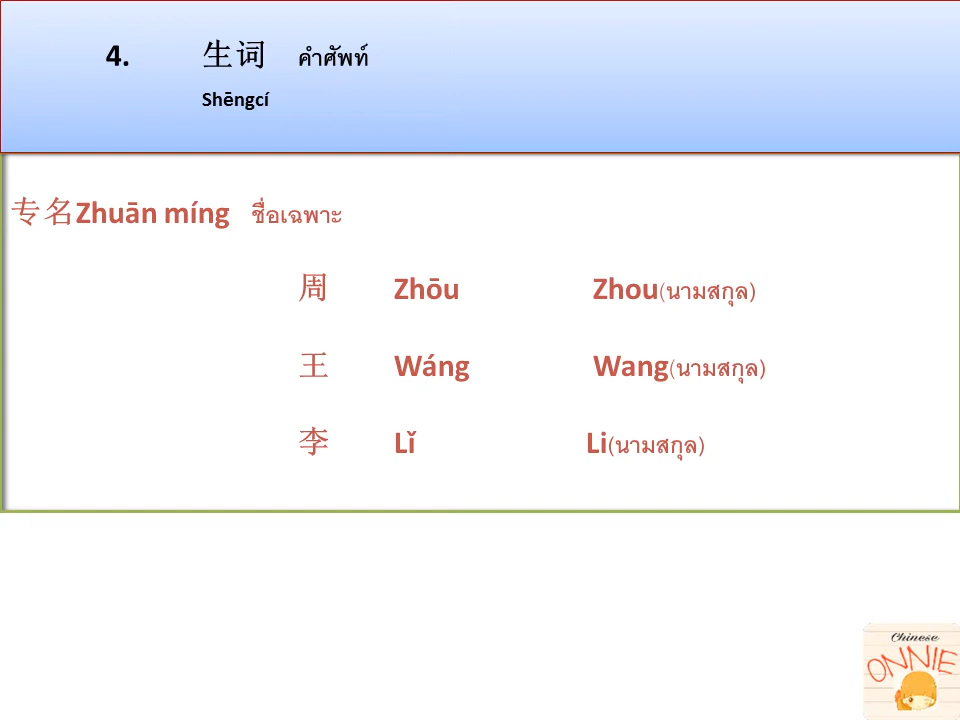 4. 生词 คำศัพท์
Shēngcí
专名Zhuān míng ชื่อเฉพาะ
周 Zhōu Zhou(นามสกุล)
王 Wáng Wang(นามสกุล)
李 Lǐ Li(นามสกุล)
Chinese
ONNIE